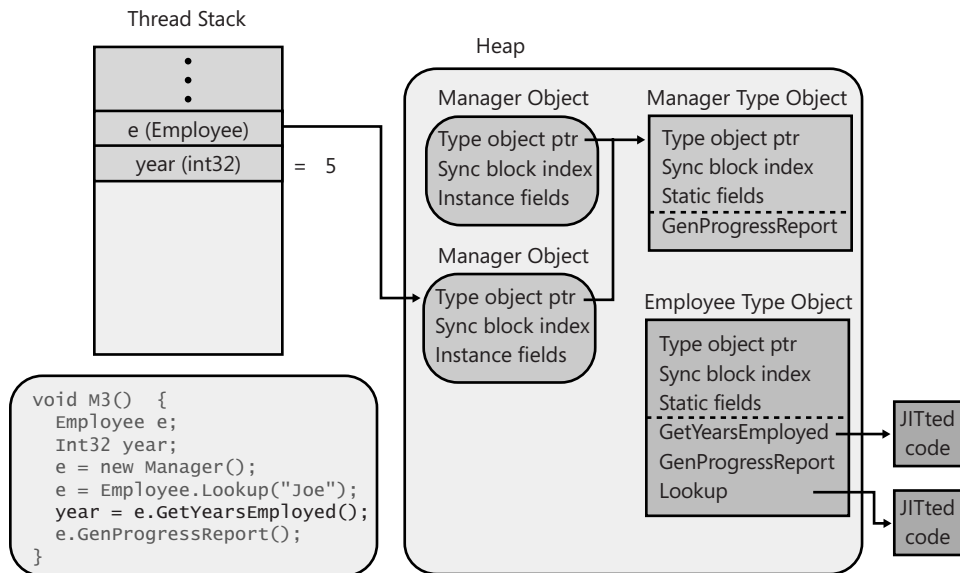 Thread Stack
e (Employee)
year (int32)
= 5
void M3() {
Employee e;
Int32 year;
e = new Manager();
e = Employee.Lookup("Joe");
year = e.GetYearsEmployed();
e.GenProgressReport();
}
Heap
Manager Object
Type object ptr
Sync block index
Instance fields
Manager Object
Type object ptr
Sync block index
Instance fields
Manager Type Object
Type object ptr
Sync block index
Static fields
GenProgressReport
Employee Type Object
Type object ptr
Sync block index
Static fields
GetYearsEmployed
GenProgressReport
Lookup
JITted
code
JITted
code